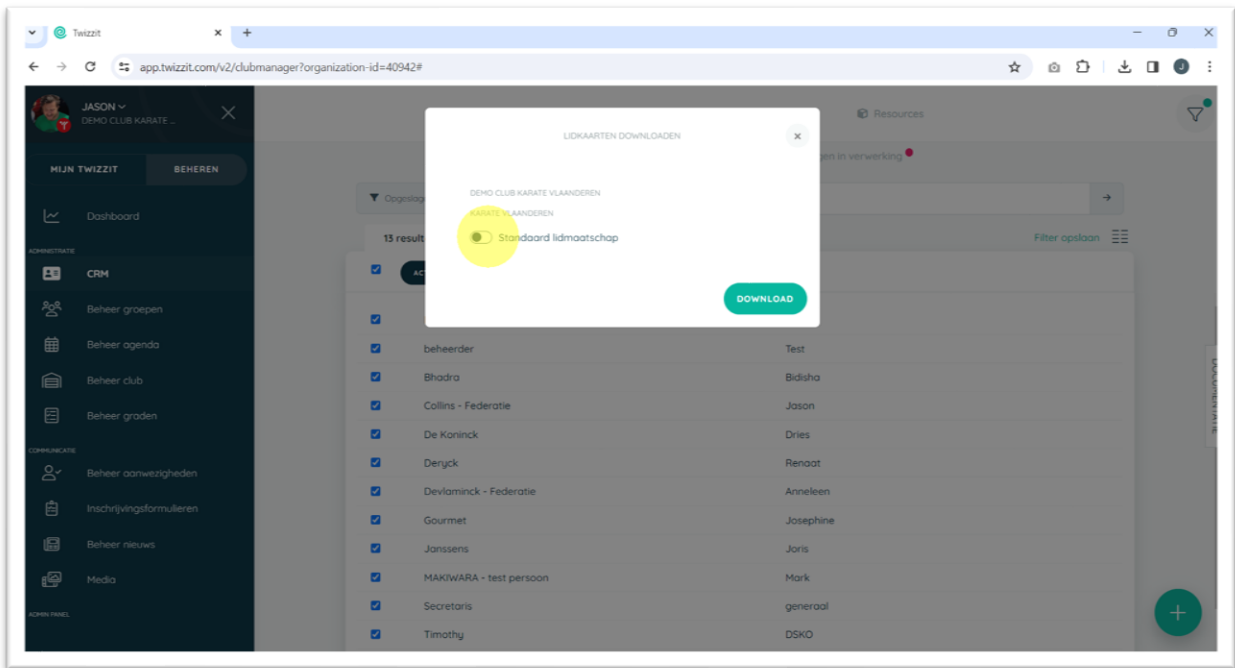 Twizzit
app.twizzit.com/v2/clubmanager?organization-id=40942#
J
JASON
DEMO CLUB KARATE ...
MIJN TWIZZIT
BEHEREN
Dashboard
ADMINISTRATIE
CRM
Beheer groepen
Beheer agenda
Beheer club
Beheer graden
COMMUNICATIE
Beheer aanwezigheden
Inschrijvingsformulieren
Beheer nieuws
Media
ADMIN PANEL
Resources
gen in verwerking
Opgeslag
13 result
Filter opslaan
AC
LIDKAARTEN DOWNLOADEN
DEMO CLUB KARATE VLAANDEREN
KARATE VLAANDEREN
Standaard lidmaatschap
DOWNLOAD
beheerder Test
Bhadra Bidisha
Collins - Federatie Jason
De Koninck Dries
Deryck Renaat
Devlaminck - Federatie Anneleen
Gourmet Josephine
Janssens Joris
MAKIWARA - test persoon Mark
Secretaris generaal
Timothy DSKO
DOCUMENTATIE